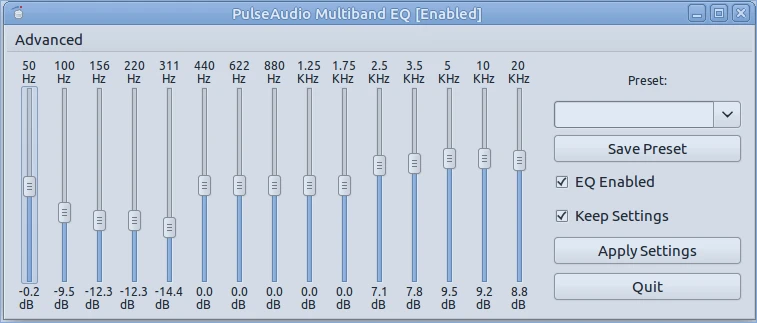 PulseAudio Multiband EQ [Enabled]
Advanced
50 100 156 220 311 440 622 880 1.25 1.75 2.5 3.5 5 10 20
Hz Hz Hz Hz Hz Hz Hz Hz KHz KHz KHz KHz KHz KHz KHz
-0.2 -9.5 -12.3 -12.3 -14.4 0.0 0.0 0.0 0.0 0.0 7.1 7.8 9.5 9.2 8.8
dB dB dB dB dB dB dB dB dB dB dB dB dB dB dB
Preset:
Save Preset
EQ Enabled
Keep Settings
Apply Settings
Quit